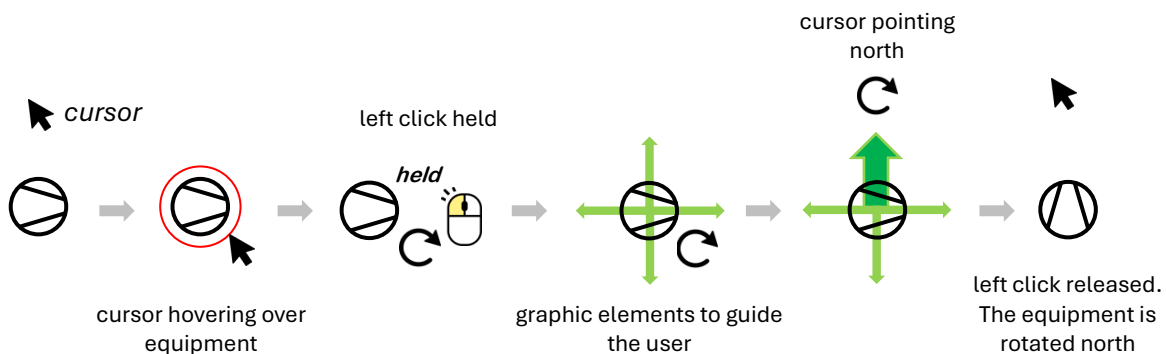 cursor
cursor hovering over
equipment
left click held
held
graphic elements to guide
the user
cursor pointing
north
left click released.
The equipment is
rotated north